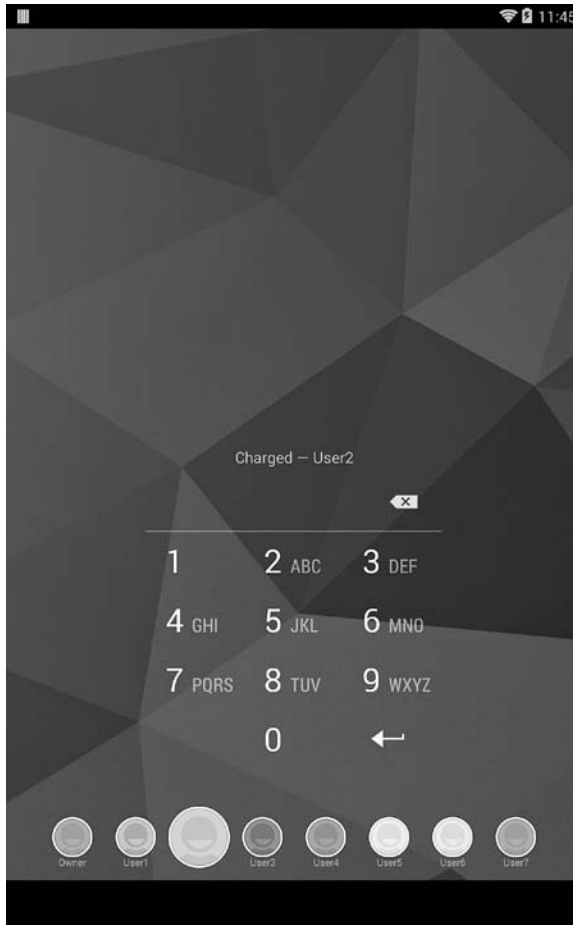 11:45
Charged — User2
1 2 ABC 3 DEF
4 GHI 5 JKL 6 MNO
7 PQRS 8 TUV 9 WXYZ
0
Owner User1 User3 User4 User5 User6 User7